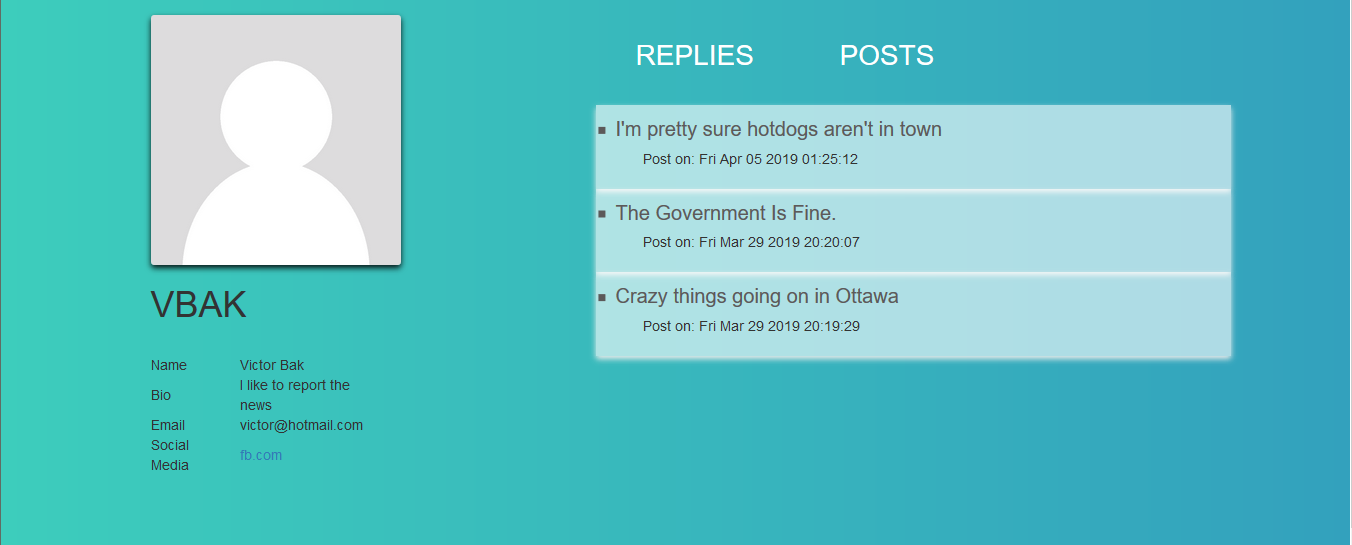 VBAK
Name Victor Bak
Bio I like to report the
news
Email victor@hotmail.com
Social
Media fb.com
REPLIES POSTS
I'm pretty sure hotdogs aren't in town
Post on: Fri Apr 05 2019 01:25:12
The Government Is Fine.
Post on: Fri Mar 29 2019 20:20:07
Crazy things going on in Ottawa
Post on: Fri Mar 29 2019 20:19:29